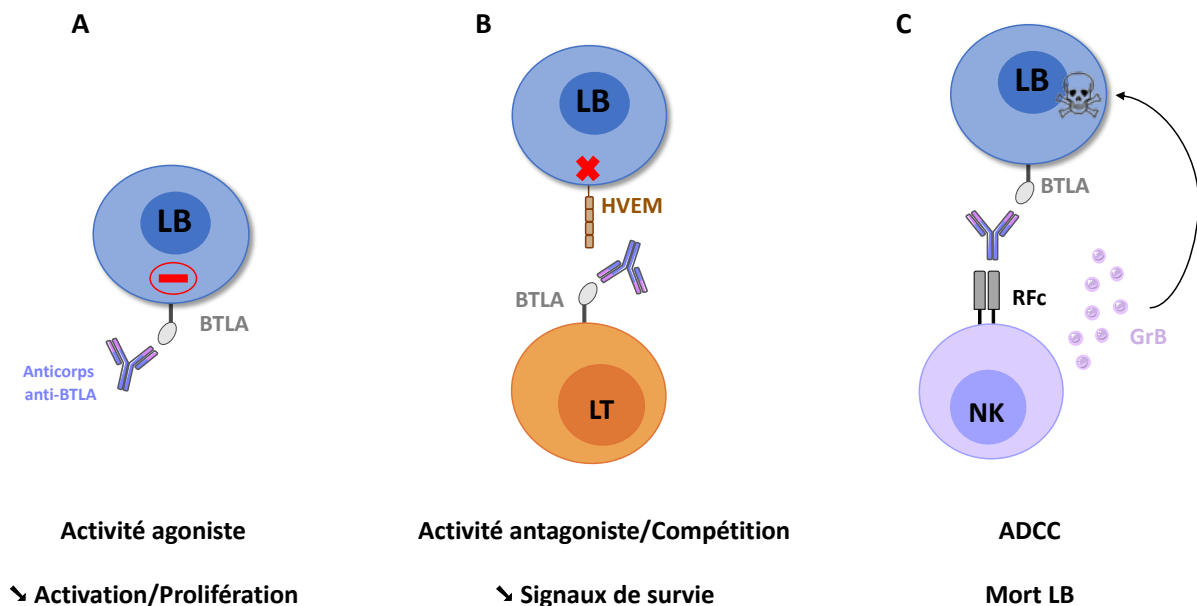 A
LB
BTLA
Anticorps
anti-BTLA
Activité agoniste
↘ Activation/Prolifération
B
LB
HVEM
BTLA
LT
Activité antagoniste/Compétition
↘ Signaux de survie
C
LB
BTLA
RFc
GrB
NK
ADCC
Mort LB